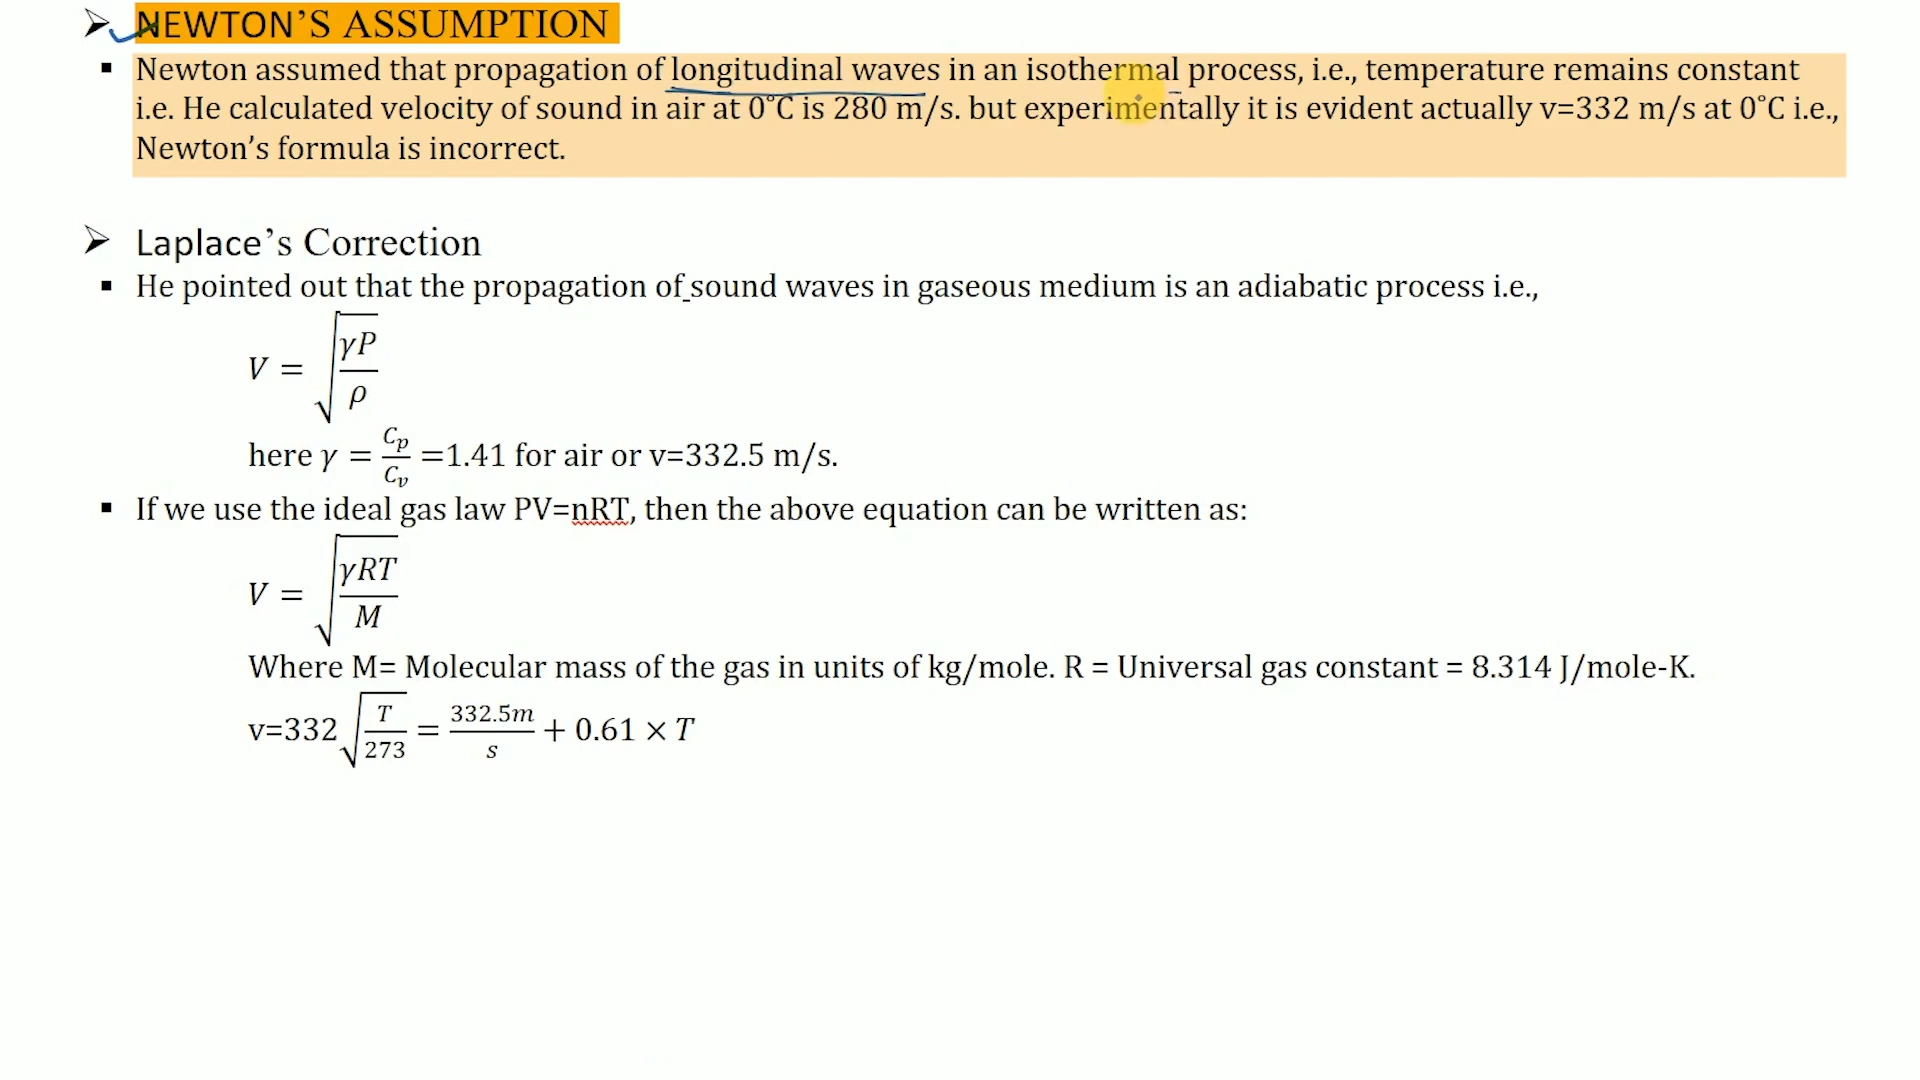 ➢ NEWTON’S ASSUMPTION
▪ Newton assumed that propagation of longitudinal waves in an isothermal process, i.e., temperature remains constant
i.e. He calculated velocity of sound in air at 0°C is 280 m/s. but experimentally it is evident actually v=332 m/s at 0°C i.e.,
Newton’s formula is incorrect.
➢ Laplace’s Correction
▪ He pointed out that the propagation of sound waves in gaseous medium is an adiabatic process i.e.,
V = √(γP/ρ)
here γ = Cp/Cv =1.41 for air or v=332.5 m/s.
▪ If we use the ideal gas law PV=nRT, then the above equation can be written as:
V = √(γRT/M)
Where M= Molecular mass of the gas in units of kg/mole. R = Universal gas constant = 8.314 J/mole-K.
v=332√(T/273) = 332.5m/s + 0.61 × T